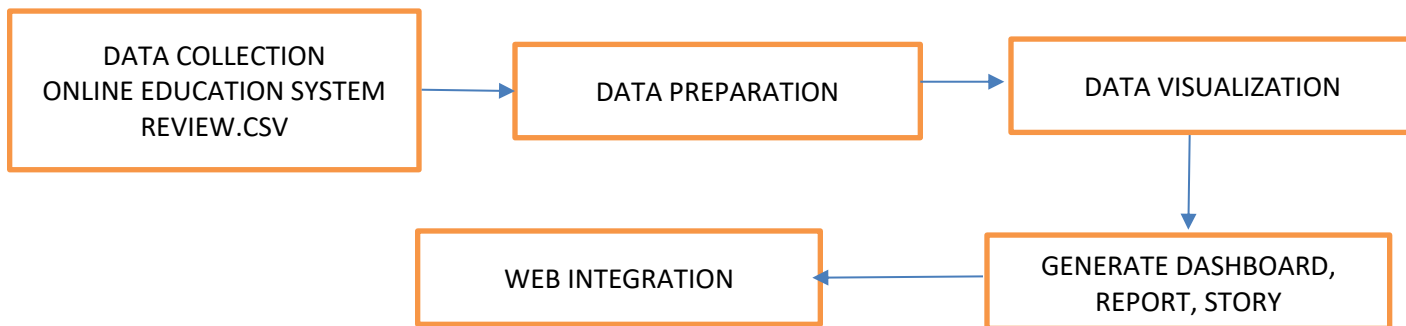 DATA COLLECTION
ONLINE EDUCATION SYSTEM
REVIEW.CSV
DATA PREPARATION
DATA VISUALIZATION
GENERATE DASHBOARD,
REPORT, STORY
WEB INTEGRATION